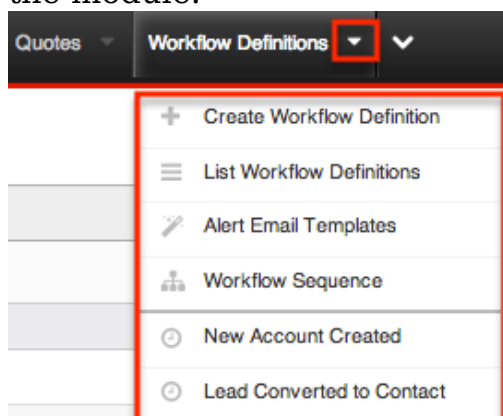 the module.
Quotes
Workflow Definitions
Create Workflow Definition
List Workflow Definitions
Alert Email Templates
Workflow Sequence
New Account Created
Lead Converted to Contact